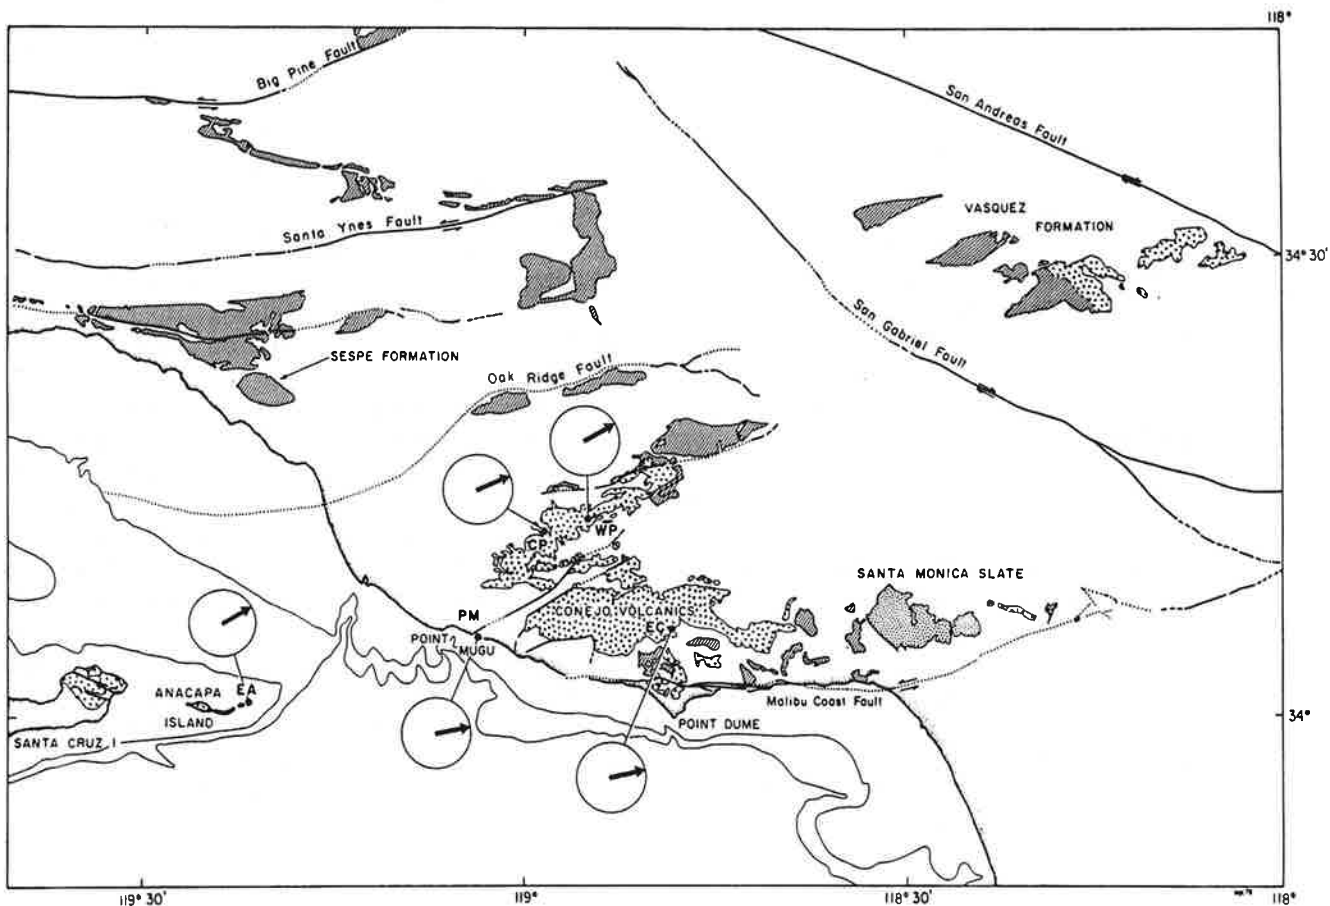 118°
Big Pine Fault
San Andreas Fault
VASQUEZ
FORMATION
Santa Ynes Fault
34° 30'
San Gabriel Fault
SESPE FORMATION
Oak Ridge Fault
WP
CP
SANTA MONICA SLATE
PM
CONEJO VOLCANICS
EC
POINT
MUGU
ANACAPA
EA
ISLAND
Malibu Coast Fault
34°
POINT DUME
SANTA CRUZ I
119° 30'
119°
118° 30'
118°